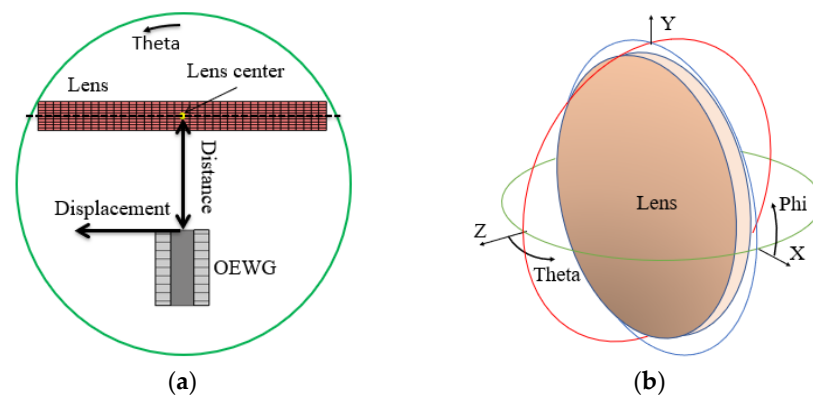 Theta
Lens center
Lens
Distance
Displacement
OEWG
(a)
Y
Lens
Phi
Z
X
Theta
(b)